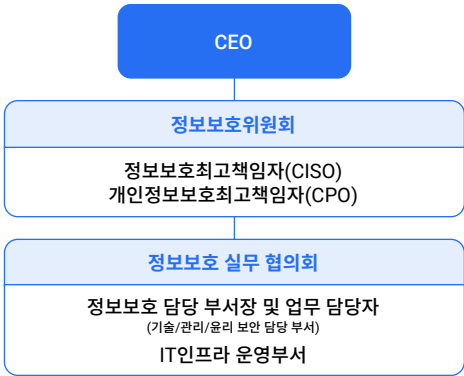 CEO
정보보호위원회
정보보호최고책임자(CISO)
개인정보보호최고책임자(CPO)
정보보호 실무 협의회
정보보호 담당 부서장 및 업무 담당자
(기술/관리/윤리 보안 담당 부서)
IT인프라 운영부서